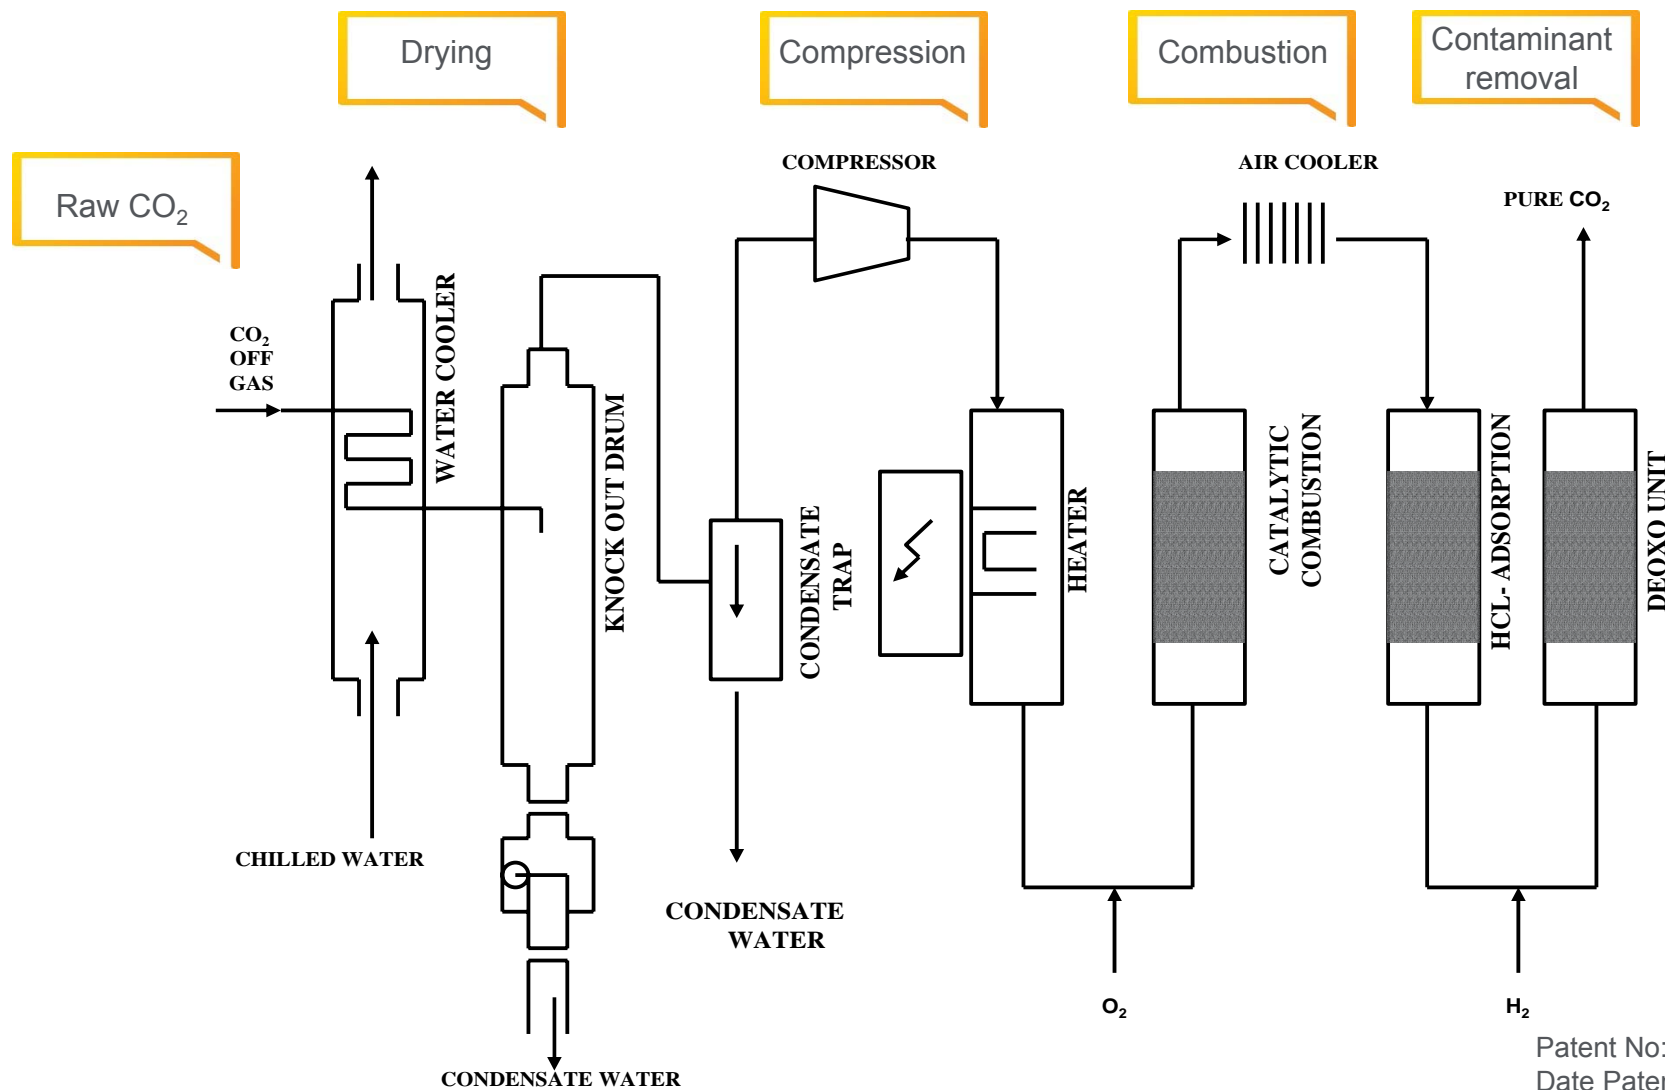 Drying
Compression
Combustion
Contaminant
removal
Raw CO₂
COMPRESSOR
AIR COOLER
PURE CO₂
CO₂
OFF
GAS
WATER COOLER
KNOCK OUT DRUM
CONDENSATE
TRAP
HEATER
CATALYTIC
COMBUSTION
HCL- ADSORPTION
DEOXO UNIT
CHILLED WATER
CONDENSATE
WATER
O₂
H₂
CONDENSATE WATER
Patent No:
Date Paten